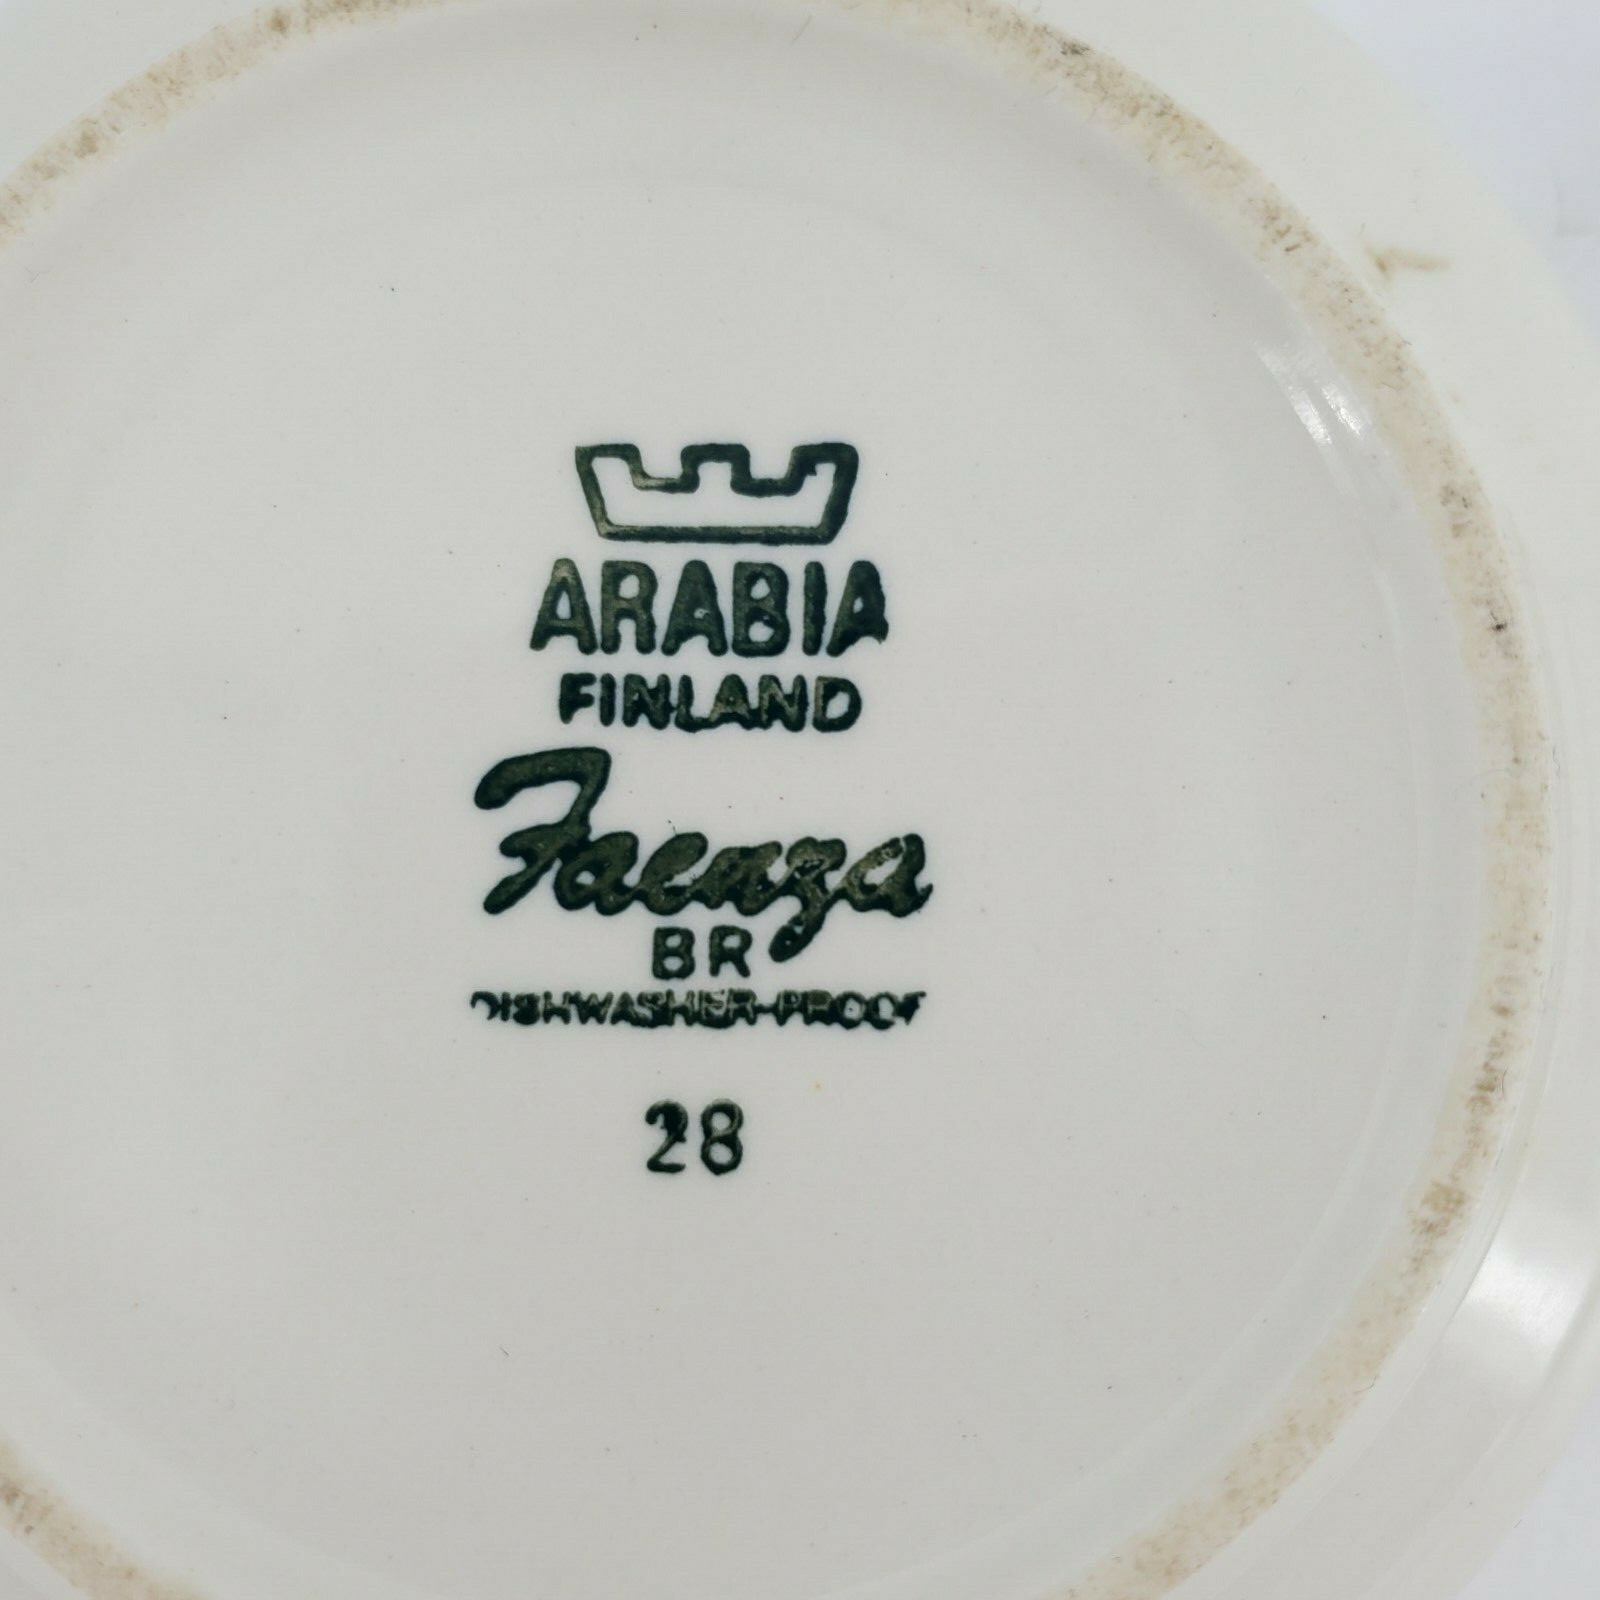 ARABIA
FINLAND
Faenza
BR
DISHWASHER-PROOF
28